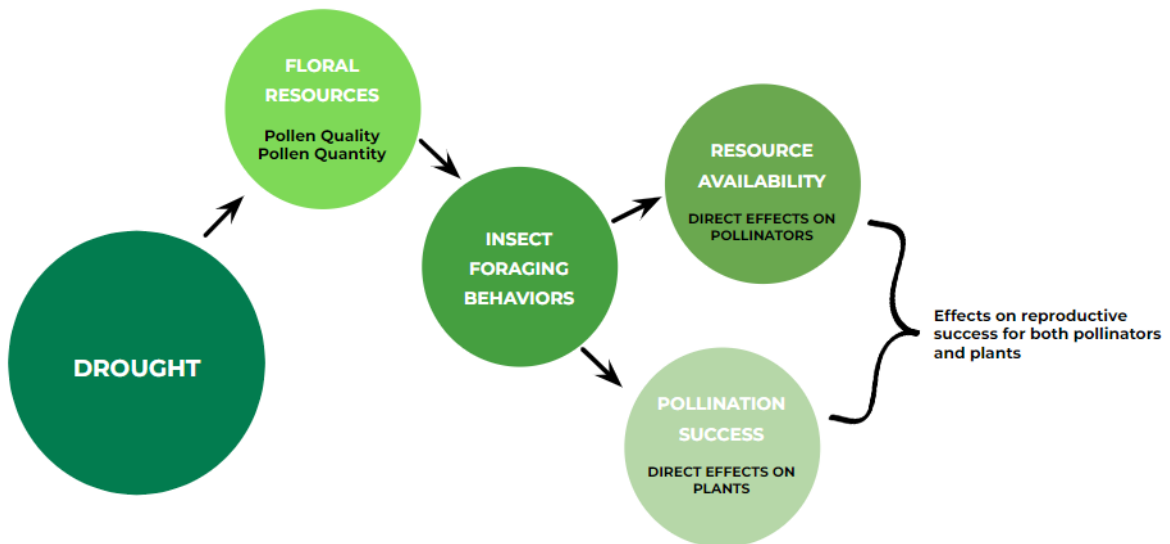 DROUGHT
FLORAL
RESOURCES
Pollen Quality
Pollen Quantity
INSECT
FORAGING
BEHAVIORS
RESOURCE
AVAILABILITY
DIRECT EFFECTS ON
POLLINATORS
POLLINATION
SUCCESS
DIRECT EFFECTS ON
PLANTS
Effects on reproductive
success for both pollinators
and plants